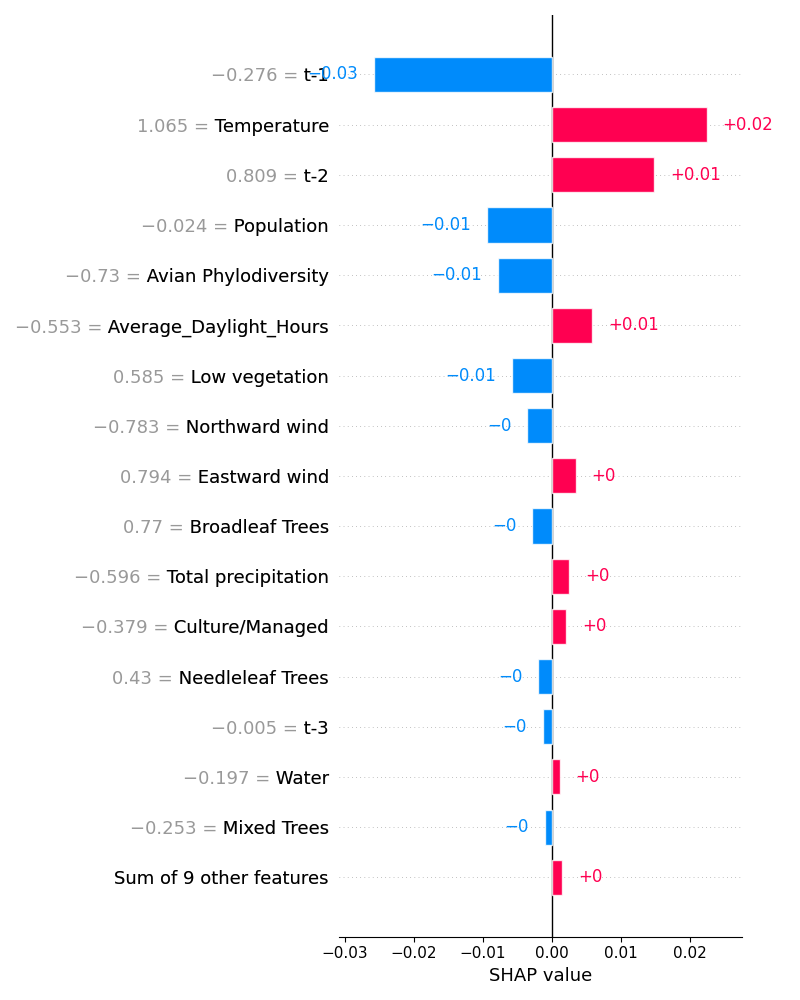 −0.276 = t-1 −0.03
1.065 = Temperature +0.02
0.809 = t-2 +0.01
−0.024 = Population −0.01
−0.73 = Avian Phylodiversity −0.01
−0.553 = Average_Daylight_Hours +0.01
0.585 = Low vegetation −0.01
−0.783 = Northward wind −0
0.794 = Eastward wind +0
0.77 = Broadleaf Trees −0
−0.596 = Total precipitation +0
−0.379 = Culture/Managed +0
0.43 = Needleleaf Trees −0
−0.005 = t-3 −0
−0.197 = Water +0
−0.253 = Mixed Trees −0
Sum of 9 other features +0
−0.03 −0.02 −0.01 0.00 0.01 0.02
SHAP value